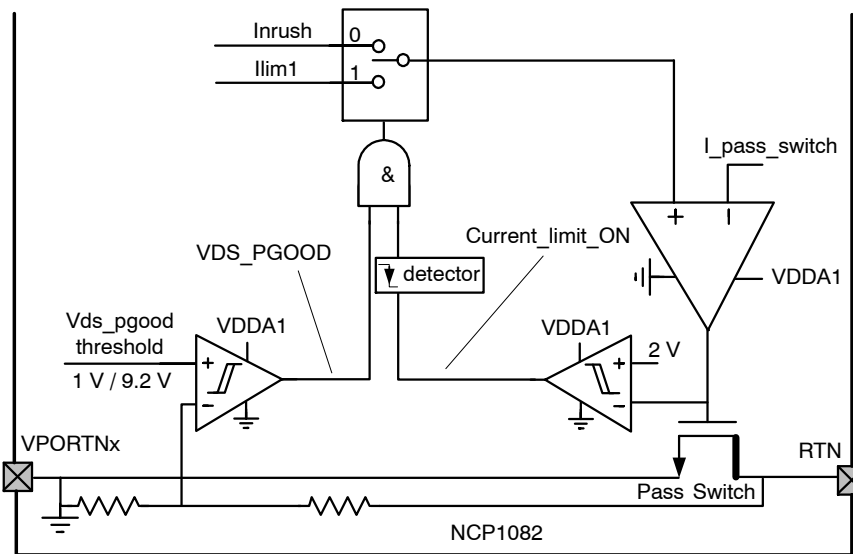 Inrush
0
Ilim1
1
I_pass_switch
&
+
−
VDS_PGOOD
Current_limit_ON
detector
VDDA1
Vds_pgood
threshold
1 V / 9.2 V
VDDA1
+
−
VDDA1
+
−
2 V
VPORTNx
RTN
Pass Switch
NCP1082